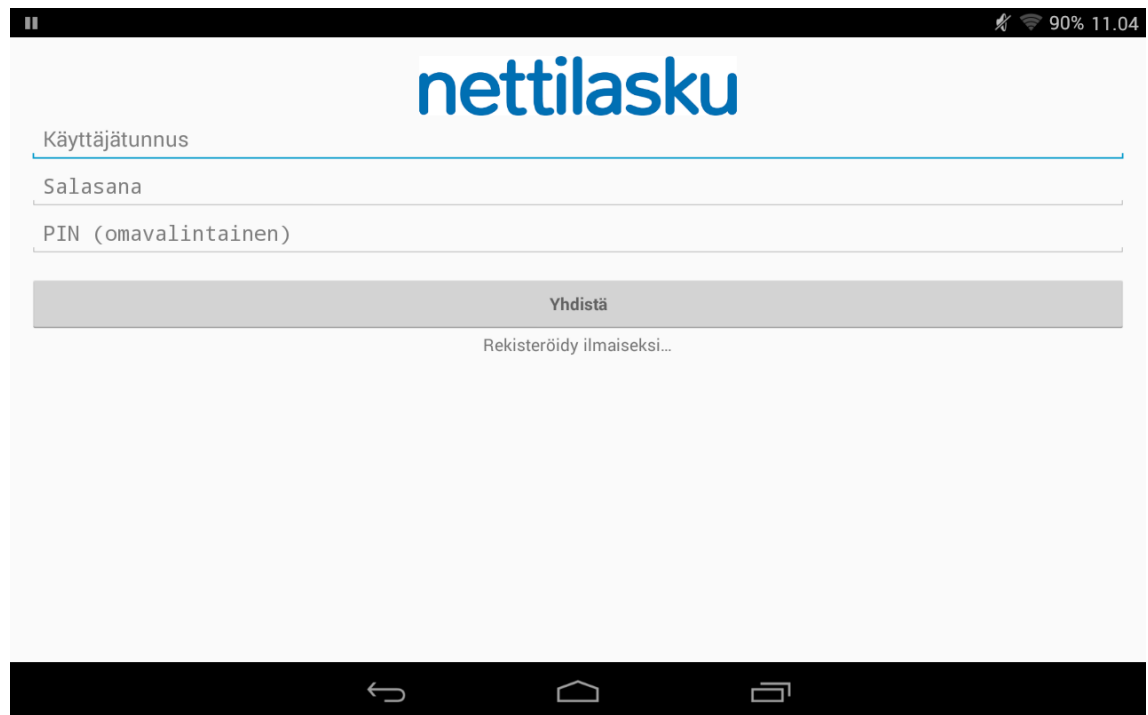 90% 11.04
nettilasku
Käyttäjätunnus
Salasana
PIN (omavalintainen)
Yhdistä
Rekisteröidy ilmaiseksi…